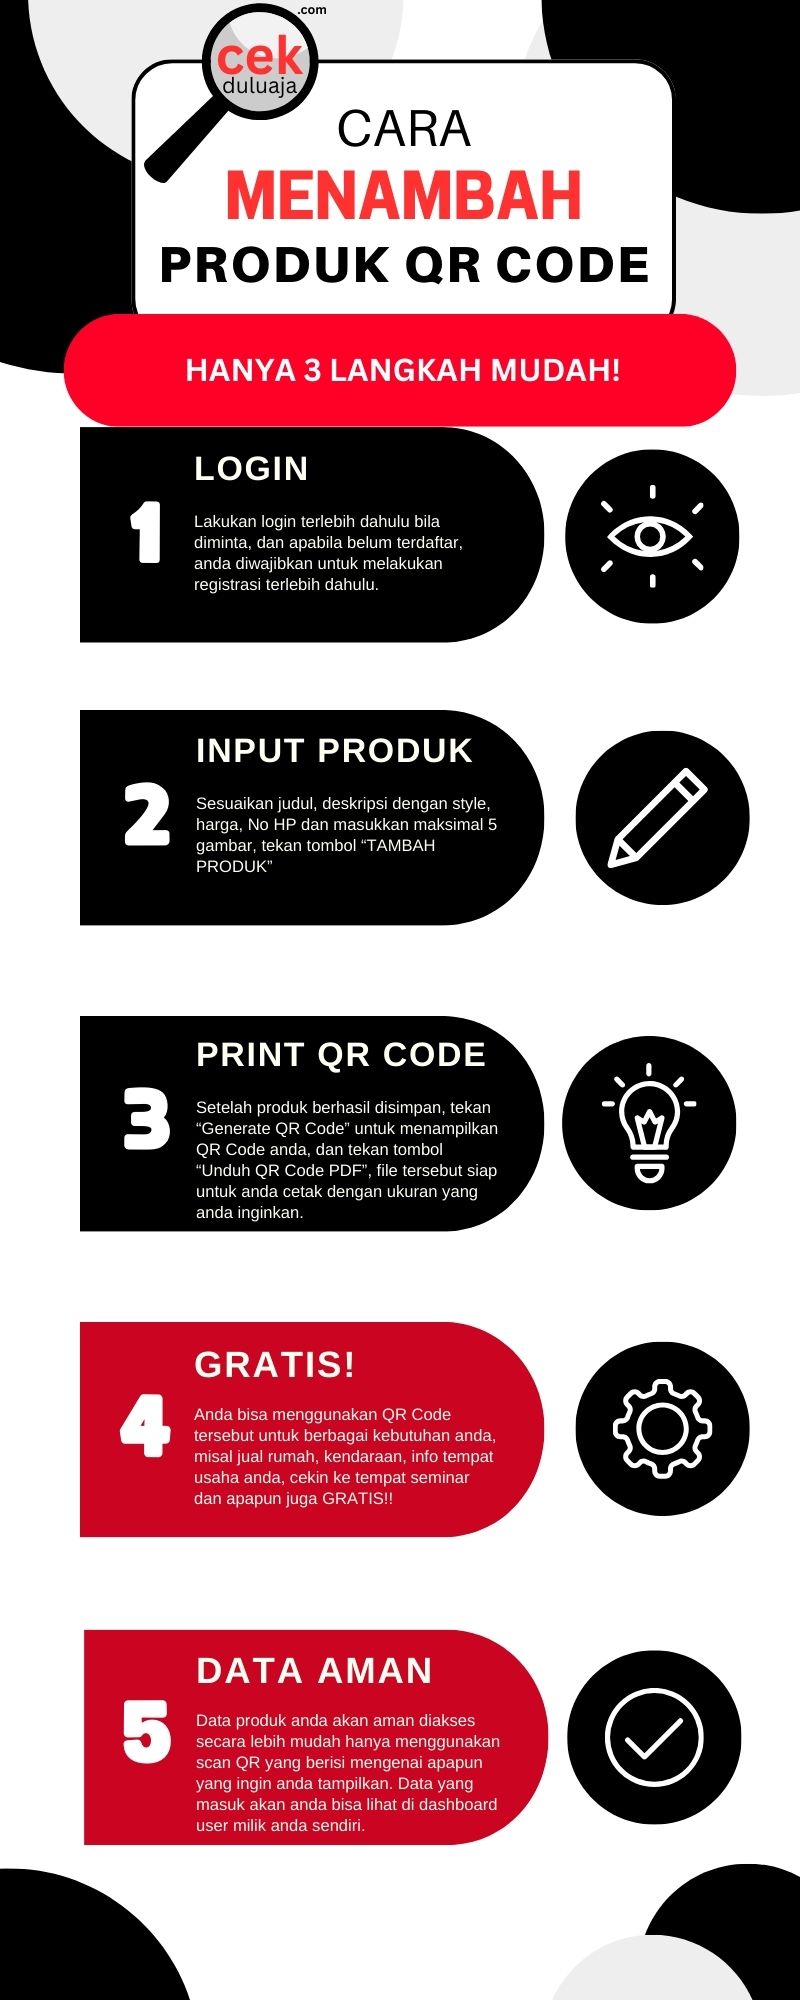 .com
cek
duluaja
CARA
MENAMBAH
PRODUK QR CODE
HANYA 3 LANGKAH MUDAH!
LOGIN
1
Lakukan login terlebih dahulu bila
diminta, dan apabila belum terdaftar,
anda diwajibkan untuk melakukan
registrasi terlebih dahulu.
INPUT PRODUK
2
Sesuaikan judul, deskripsi dengan style,
harga, No HP dan masukkan maksimal 5
gambar, tekan tombol “TAMBAH
PRODUK”
PRINT QR CODE
3
Setelah produk berhasil disimpan, tekan
“Generate QR Code” untuk menampilkan
QR Code anda, dan tekan tombol
“Unduh QR Code PDF”, file tersebut siap
untuk anda cetak dengan ukuran yang
anda inginkan.
GRATIS!
4
Anda bisa menggunakan QR Code
tersebut untuk berbagai kebutuhan anda,
misal jual rumah, kendaraan, info tempat
usaha anda, cekin ke tempat seminar
dan apapun juga GRATIS!!
DATA AMAN
5
Data produk anda akan aman diakses
secara lebih mudah hanya menggunakan
scan QR yang berisi mengenai apapun
yang ingin anda tampilkan. Data yang
masuk akan anda bisa lihat di dashboard
user milik anda sendiri.